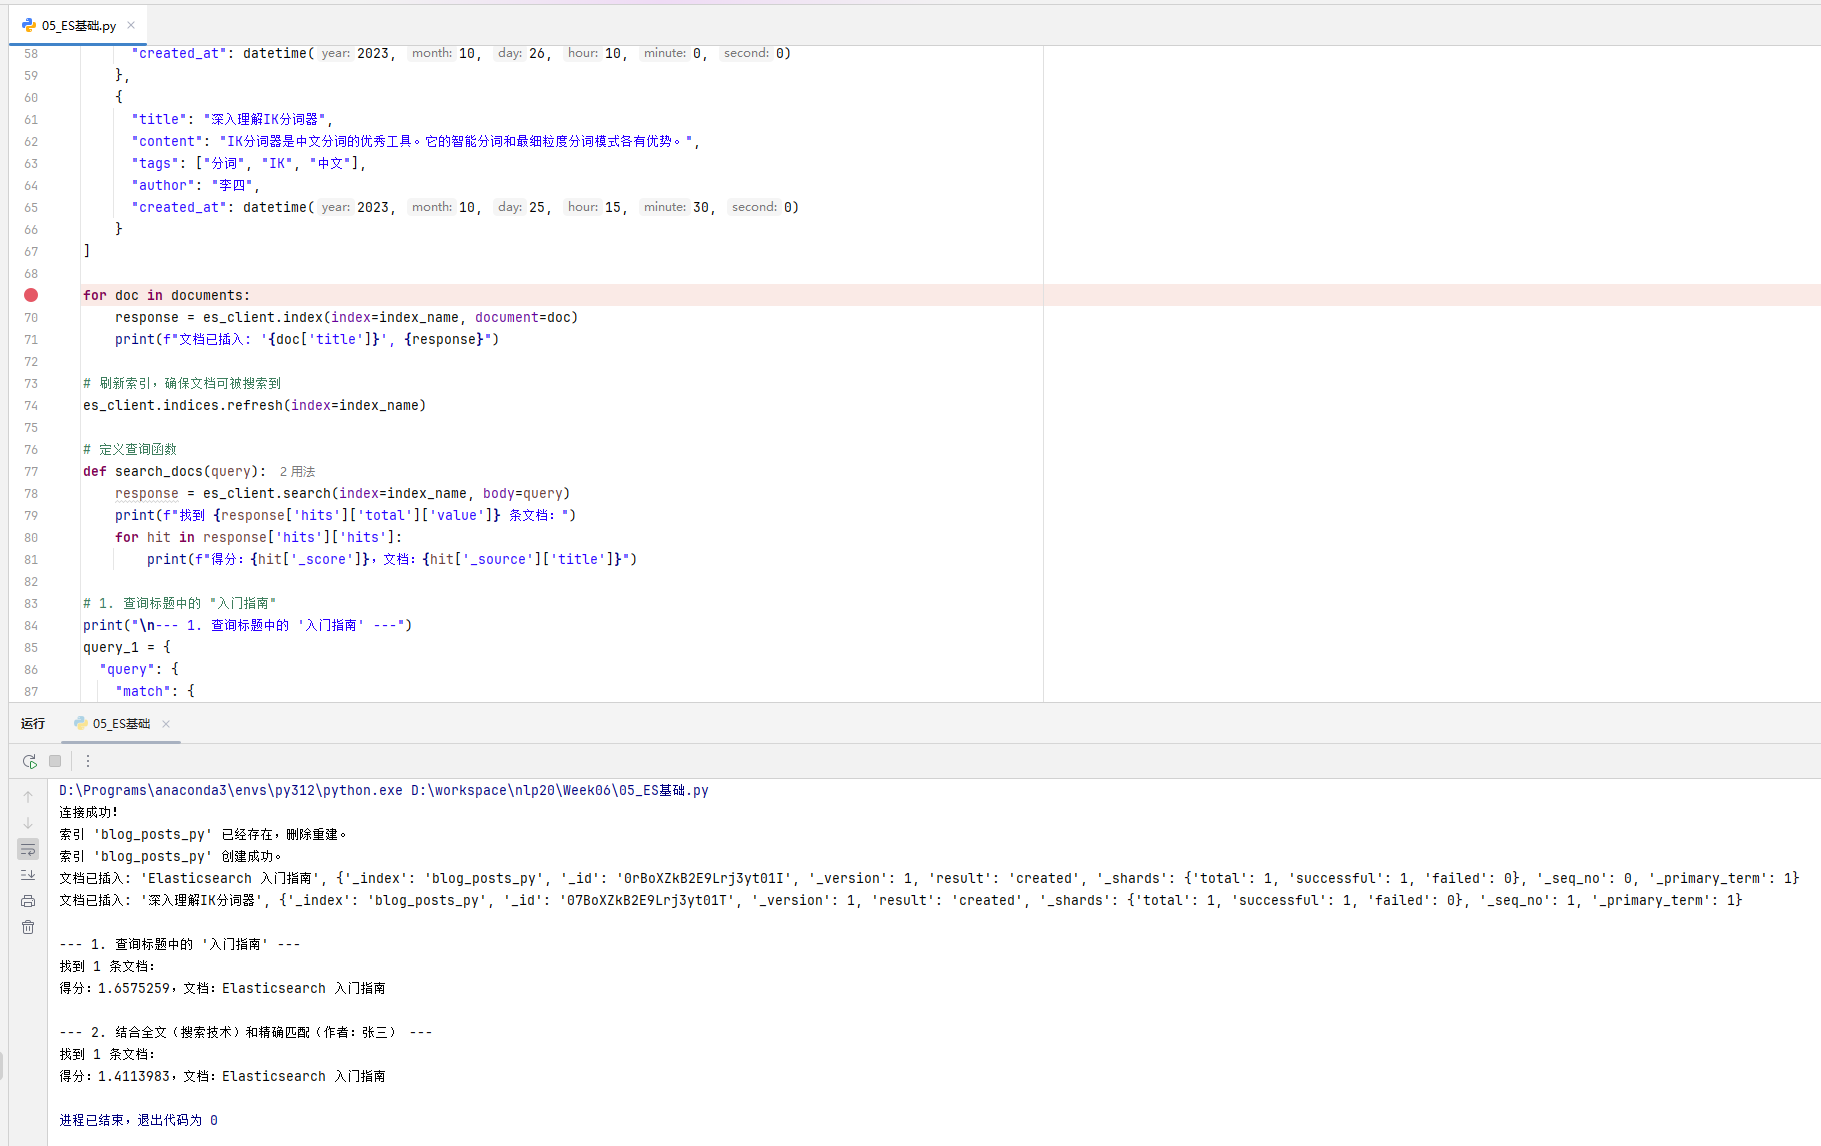 05_ES基础.py
58 "created_at": datetime( year: 2023, month: 10, day: 26, hour: 10, minute: 0, second: 0)
59 },
60 {
61 "title": "深入理解IK分词器",
62 "content": "IK分词器是中文分词的优秀工具。它的智能分词和最细粒度分词模式各有优势。",
63 "tags": ["分词", "IK", "中文"],
64 "author": "李四",
65 "created_at": datetime( year: 2023, month: 10, day: 25, hour: 15, minute: 30, second: 0)
66 }
67 ]
68
for doc in documents:
70 response = es_client.index(index=index_name, document=doc)
71 print(f"文档已插入: '{doc['title']}', {response}")
72
73 # 刷新索引，确保文档可被搜索到
74 es_client.indices.refresh(index=index_name)
75
76 # 定义查询函数
77 def search_docs(query): 2 用法
78 response = es_client.search(index=index_name, body=query)
79 print(f"找到 {response['hits']['total']['value']} 条文档：")
80 for hit in response['hits']['hits']:
81 print(f"得分：{hit['_score']}，文档：{hit['_source']['title']}")
82
83 # 1. 查询标题中的 "入门指南"
84 print("\n--- 1. 查询标题中的 '入门指南' ---")
85 query_1 = {
86 "query": {
87 "match": {
运行 05_ES基础
D:\Programs\anaconda3\envs\py312\python.exe D:\workspace\nlp20\Week06\05_ES基础.py
连接成功！
索引 'blog_posts_py' 已经存在，删除重建。
索引 'blog_posts_py' 创建成功。
文档已插入: 'Elasticsearch 入门指南', {'_index': 'blog_posts_py', '_id': '0rBoXZkB2E9Lrj3yt01I', '_version': 1, 'result': 'created', '_shards': {'total': 1, 'successful': 1, 'failed': 0}, '_seq_no': 0, '_primary_term': 1}
文档已插入: '深入理解IK分词器', {'_index': 'blog_posts_py', '_id': '07BoXZkB2E9Lrj3yt01T', '_version': 1, 'result': 'created', '_shards': {'total': 1, 'successful': 1, 'failed': 0}, '_seq_no': 1, '_primary_term': 1}
--- 1. 查询标题中的 '入门指南' ---
找到 1 条文档：
得分：1.6575259，文档：Elasticsearch 入门指南
--- 2. 结合全文（搜索技术）和精确匹配（作者：张三） ---
找到 1 条文档：
得分：1.4113983，文档：Elasticsearch 入门指南
进程已结束，退出代码为 0